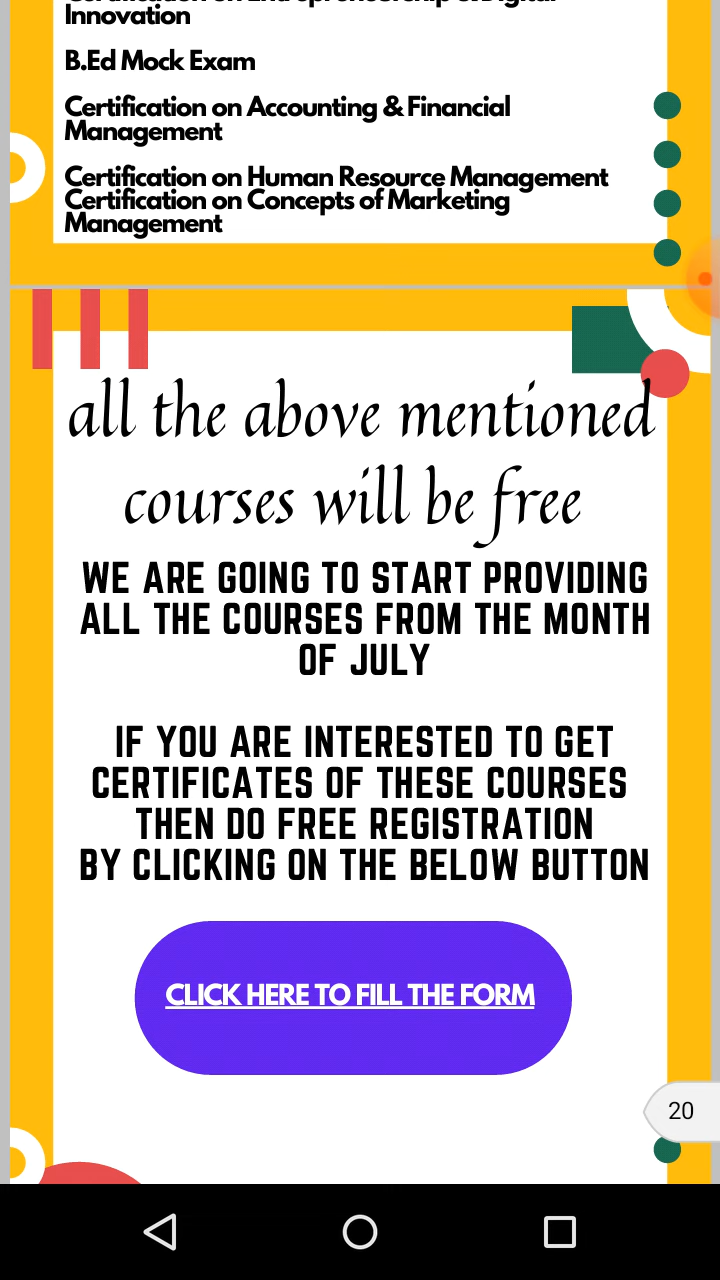 Innovation
B.Ed Mock Exam
Certification on Accounting & Financial
Management
Certification on Human Resource Management
Certification on Concepts of Marketing
Management
all the above mentioned
courses will be free
WE ARE GOING TO START PROVIDING
ALL THE COURSES FROM THE MONTH
OF JULY
IF YOU ARE INTERESTED TO GET
CERTIFICATES OF THESE COURSES
THEN DO FREE REGISTRATION
BY CLICKING ON THE BELOW BUTTON
CLICK HERE TO FILL THE FORM
20